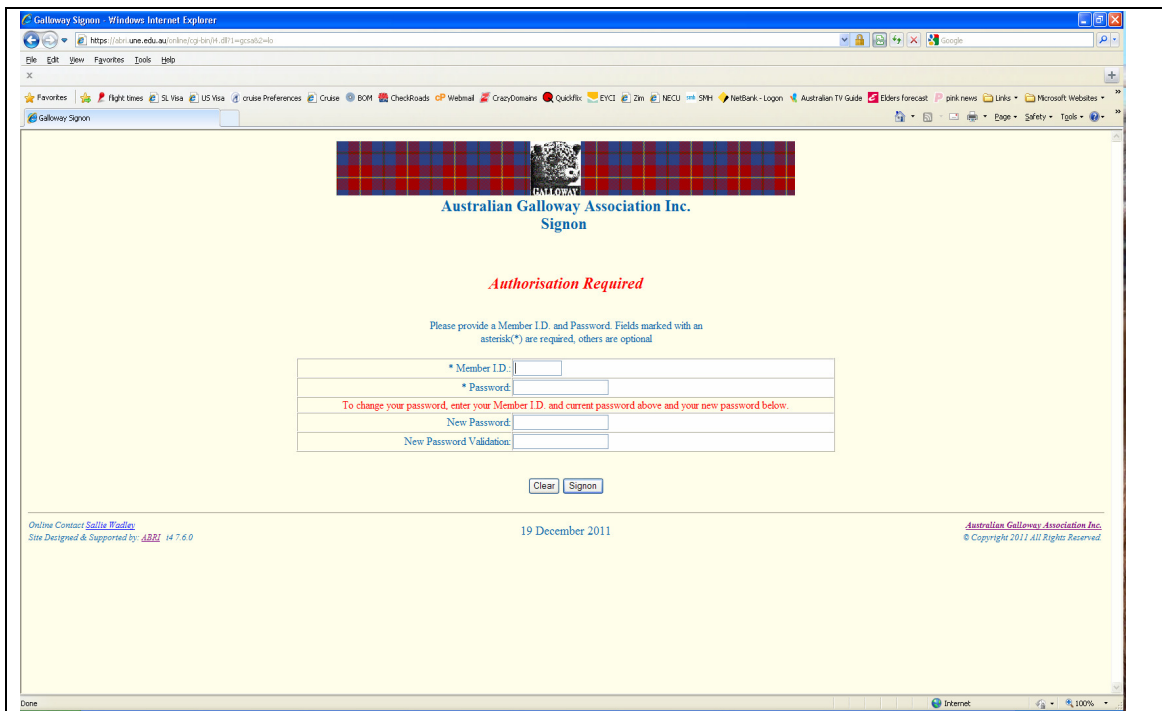 Galloway Signon - Windows Internet Explorer
https://abri.une.edu.au/online/cgi-bin/i4.dll?1=gcsa&2=lo
Google
File Edit View Favorites Tools Help
x
Favorites flight times SL Visa US Visa cruise Preferences Cruise BOM CheckRoads cP Webmail CrazyDomains Quickflix EYCI Zim NECU SMH NetBank - Logon Australian TV Guide Elders forecast pink news Links Microsoft Websites
Galloway Signon
Page Safety Tools
GALLOWAY
Australian Galloway Association Inc.
Signon
Authorisation Required
Please provide a Member I.D. and Password. Fields marked with an
asterisk(*) are required, others are optional
* Member I.D.:
* Password:
To change your password, enter your Member I.D. and current password above and your new password below.
New Password:
New Password Validation:
Clear Signon
Online Contact Sallie Wadley
Site Designed & Supported by: ABRI i4 7.6.0
19 December 2011
Australian Galloway Association Inc.
© Copyright 2011 All Rights Reserved.
Done
Internet
100%